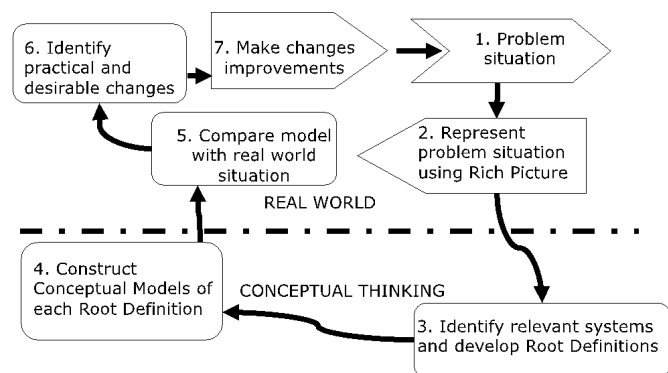 1. Problem
situation
2. Represent
problem situation
using Rich Picture
3. Identify relevant systems
and develop Root Definitions
4. Construct
Conceptual Models of
each Root Definition
5. Compare model
with real world
situation
6. Identify
practical and
desirable changes
7. Make changes
improvements
REAL WORLD
CONCEPTUAL THINKING